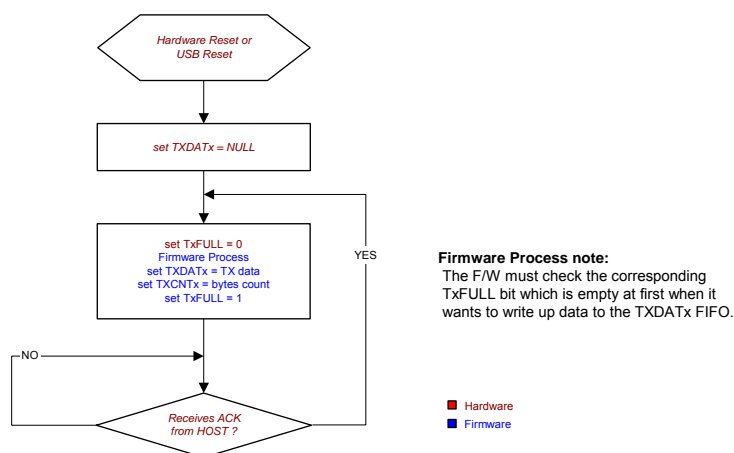 Hardware Reset or
USB Reset
set TXDATx = NULL
set TxFULL = 0
Firmware Process
set TXDATx = TX data
set TXCNTx = bytes count
set TxFULL = 1
YES
Firmware Process note:
The F/W must check the corresponding
TxFULL bit which is empty at first when it
wants to write up data to the TXDATx FIFO.
NO
Receives ACK
from HOST ?
Hardware
Firmware